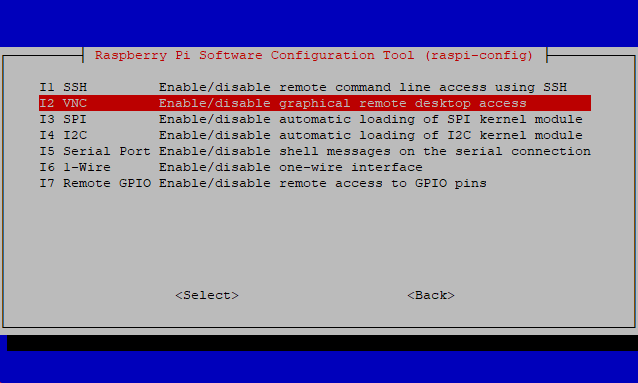 Raspberry Pi Software Configuration Tool (raspi-config)
I1 SSH Enable/disable remote command line access using SSH
I2 VNC Enable/disable graphical remote desktop access
I3 SPI Enable/disable automatic loading of SPI kernel module
I4 I2C Enable/disable automatic loading of I2C kernel module
I5 Serial Port Enable/disable shell messages on the serial connection
I6 1-Wire Enable/disable one-wire interface
I7 Remote GPIO Enable/disable remote access to GPIO pins
<Select> <Back>